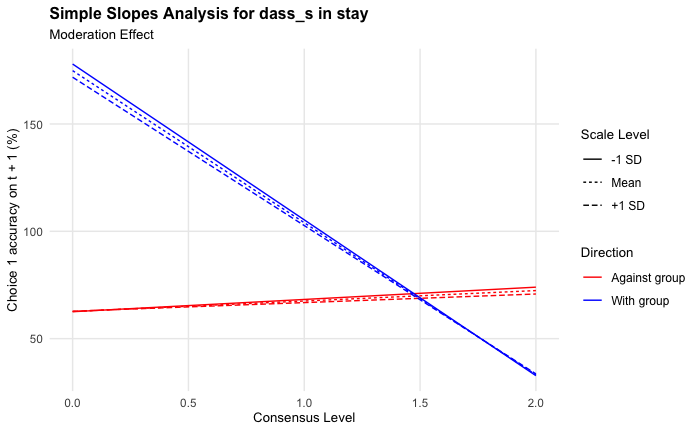 Simple Slopes Analysis for dass_s in stay
Moderation Effect
Choice 1 accuracy on t + 1 (%)
150
100
50
0.0
0.5
1.0
1.5
2.0
Consensus Level
Scale Level
-1 SD
Mean
+1 SD
Direction
Against group
With group